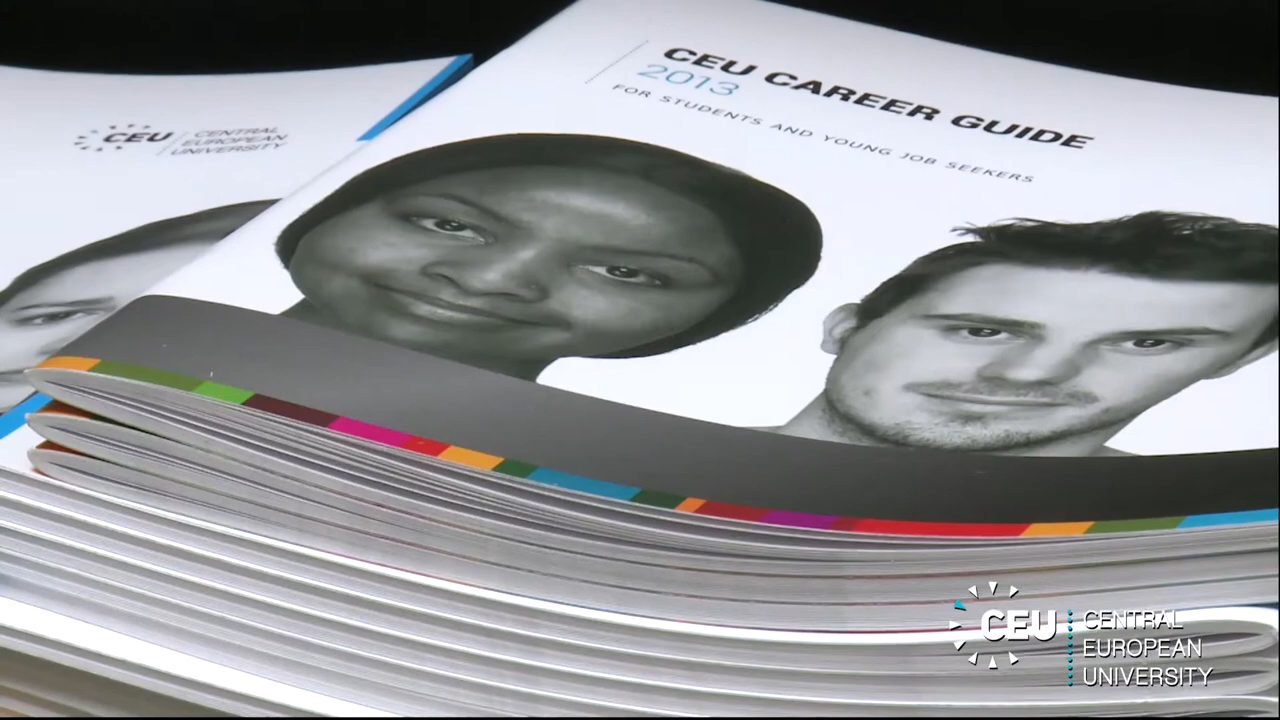 CEU CAREER GUIDE
2013
FOR STUDENTS AND YOUNG JOB SEEKERS
CEU
CENTRAL
EUROPEAN
UNIVERSITY
CEU
CENTRAL
EUROPEAN
UNIVERSITY